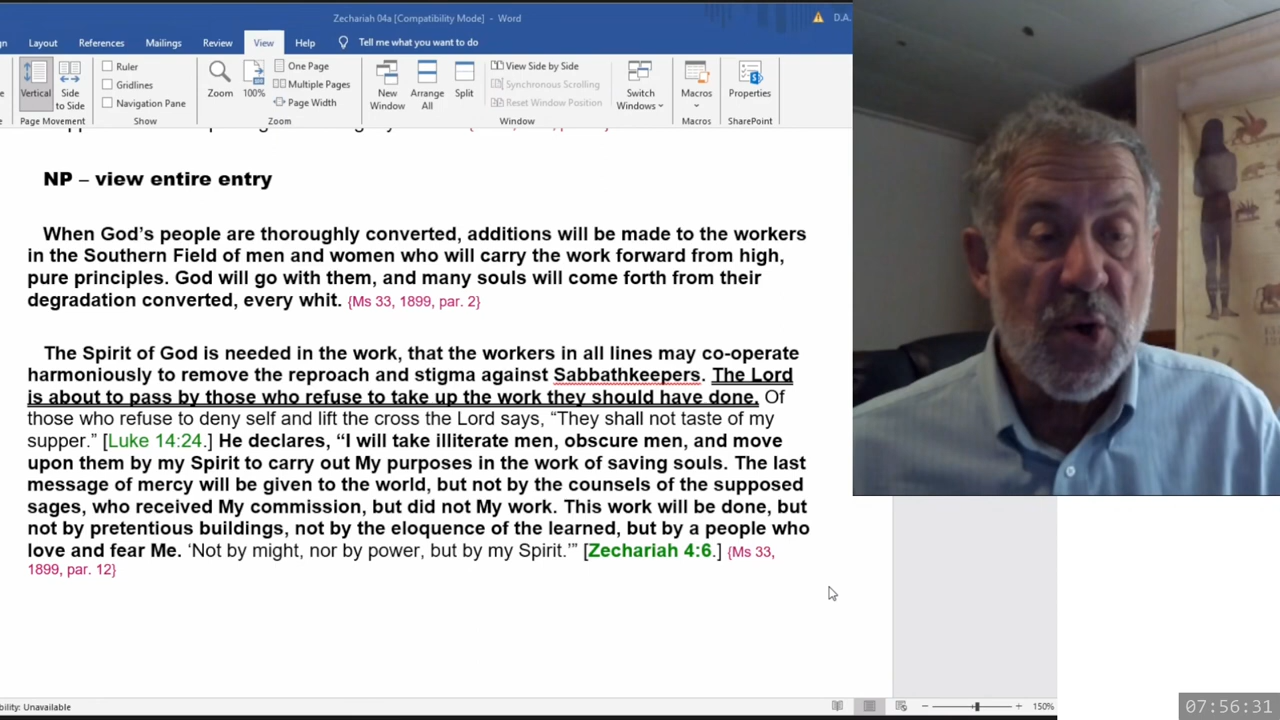 Zechariah 04a [Compatibility Mode] - Word
D.A.
Layout References Mailings Review View Help Tell me what you want to do
Vertical
Side to Side
Page Movement
Ruler
Gridlines
Navigation Pane
Show
Zoom
100%
One Page
Multiple Pages
Page Width
Zoom
New Window
Arrange All
Split
View Side by Side
Synchronous Scrolling
Reset Window Position
Window
Switch Windows
Macros
Macros
Properties
SharePoint
NP – view entire entry
When God’s people are thoroughly converted, additions will be made to the workers
in the Southern Field of men and women who will carry the work forward from high,
pure principles. God will go with them, and many souls will come forth from their
degradation converted, every whit. {Ms 33, 1899, par. 2}
The Spirit of God is needed in the work, that the workers in all lines may co-operate
harmoniously to remove the reproach and stigma against Sabbathkeepers. The Lord
is about to pass by those who refuse to take up the work they should have done. Of
those who refuse to deny self and lift the cross the Lord says, “They shall not taste of my
supper.” [Luke 14:24.] He declares, “I will take illiterate men, obscure men, and move
upon them by my Spirit to carry out My purposes in the work of saving souls. The last
message of mercy will be given to the world, but not by the counsels of the supposed
sages, who received My commission, but did not My work. This work will be done, but
not by pretentious buildings, not by the eloquence of the learned, but by a people who
love and fear Me. ‘Not by might, nor by power, but by my Spirit.’” [Zechariah 4:6.] {Ms 33,
1899, par. 12}
bility: Unavailable
150%
07:56:31